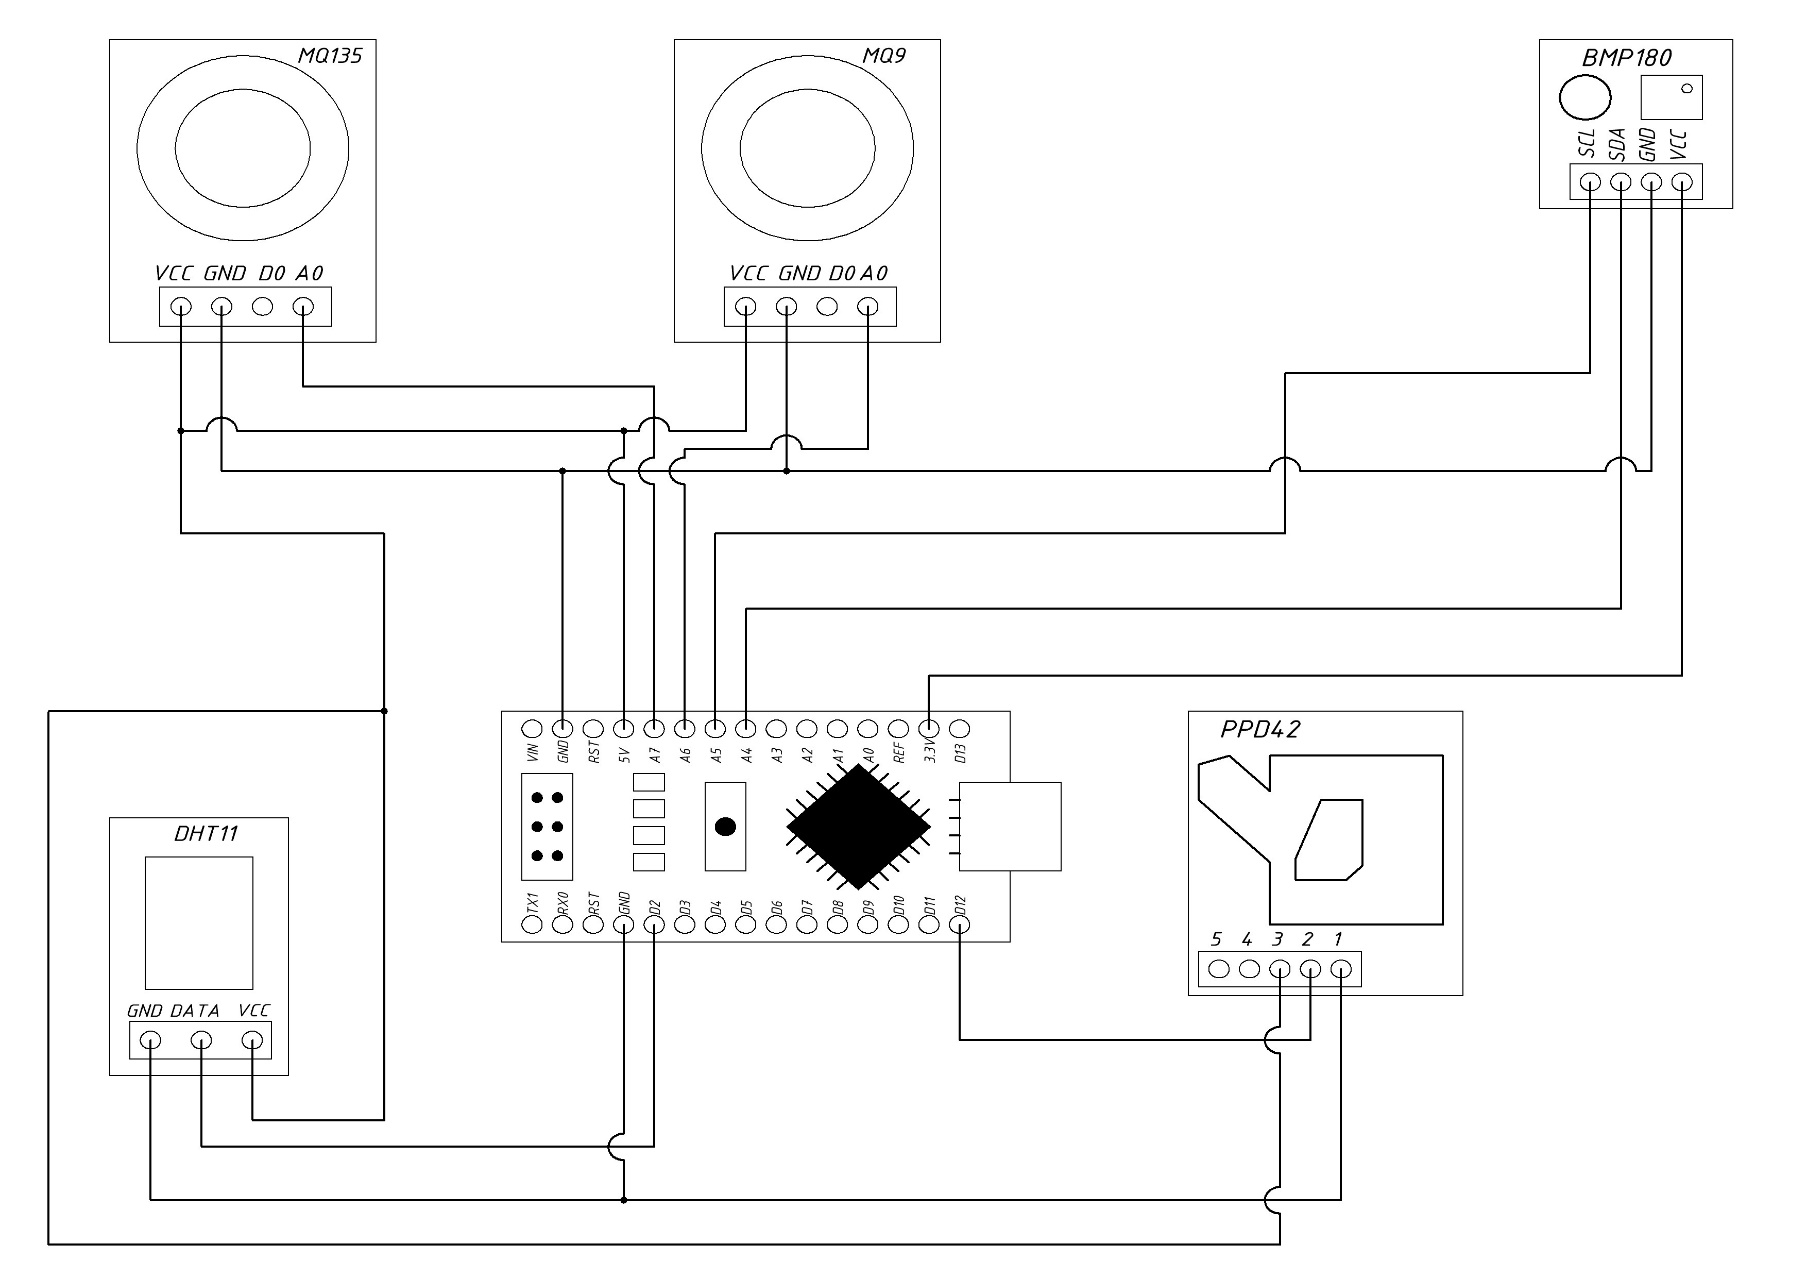 MQ135
MQ9
BMP180
SCL SDA GND VCC
VCC GND D0 A0
VCC GND D0 A0
PPD42
VIN GND RST 5V A7 A6 A5 A4 A3 A2 A1 A0 REF 3.3V D13
DHT11
TX1 RX0 RST GND D2 D3 D4 D5 D6 D7 D8 D9 D10 D11 D12
5 4 3 2 1
GND DATA VCC